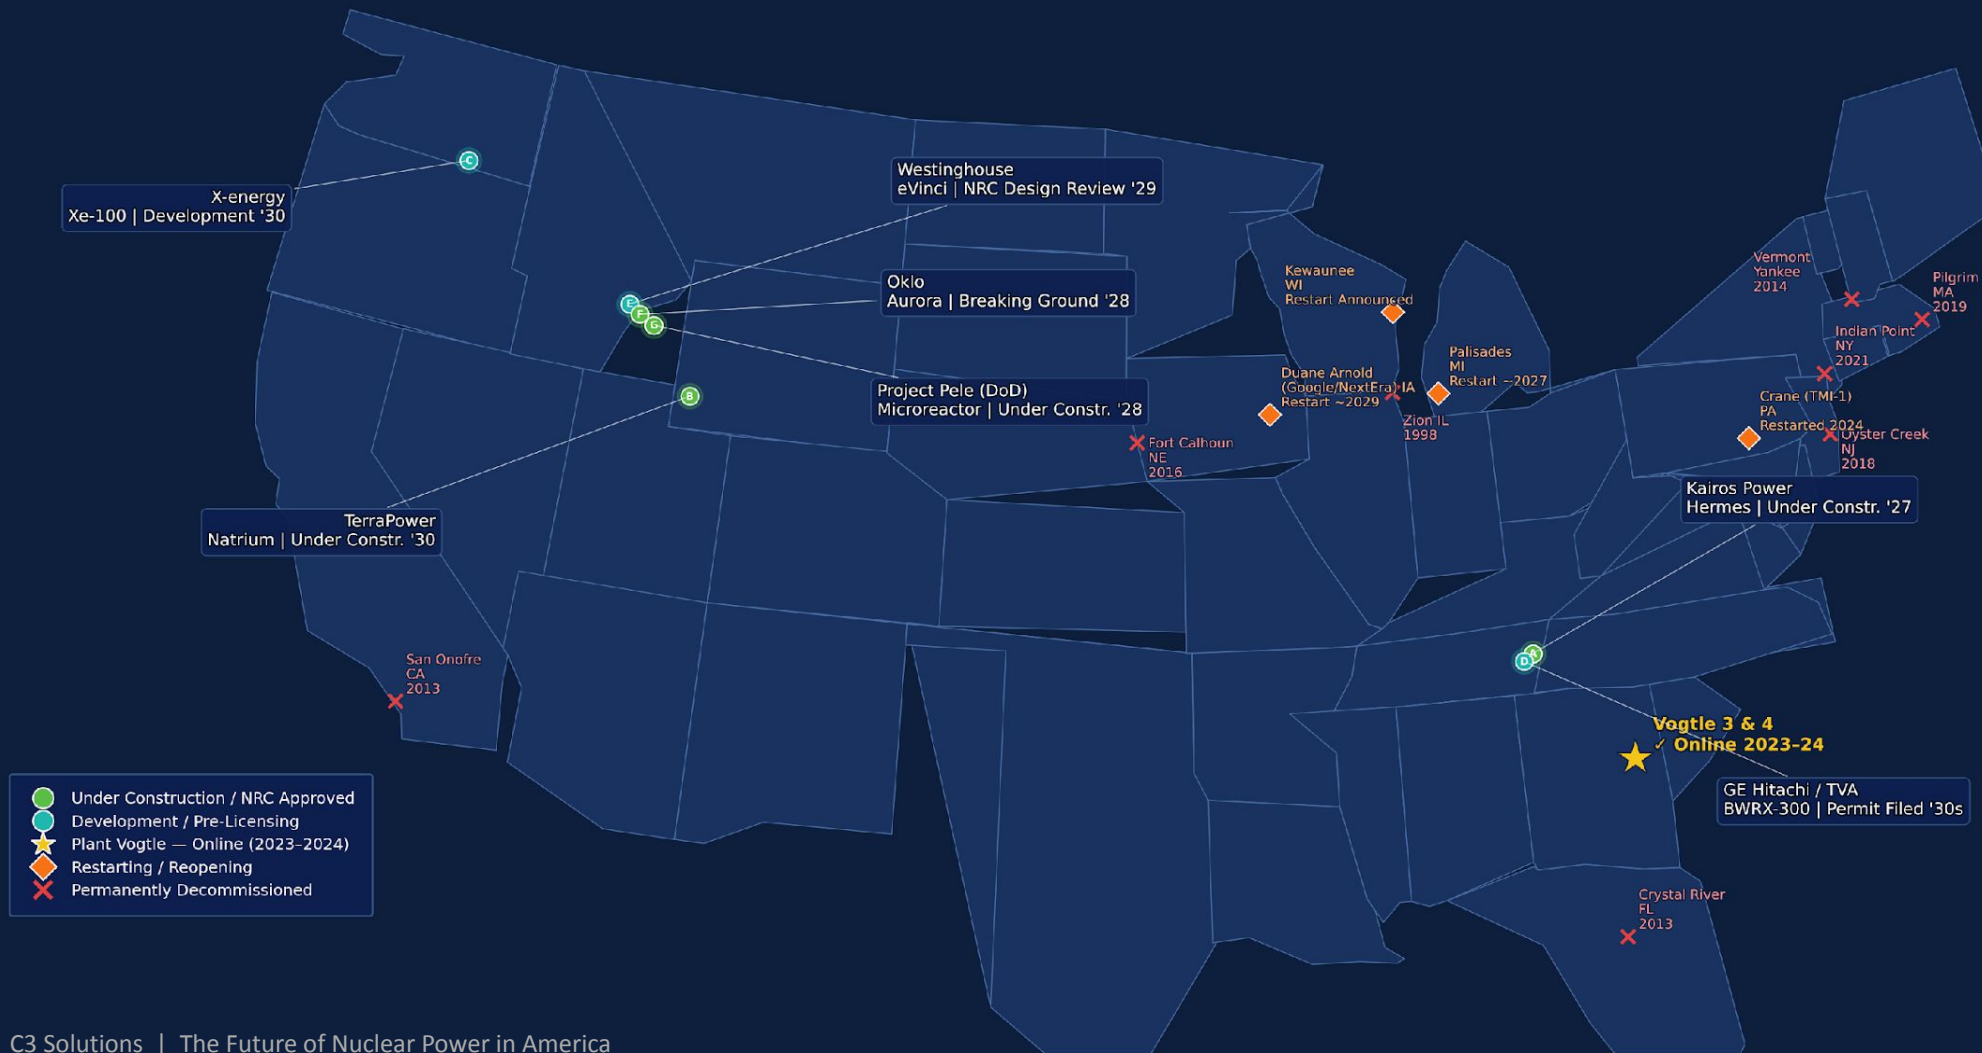 C
X-energy
Xe-100 | Development '30
Westinghouse
eVinci | NRC Design Review '29
Oklo
Aurora | Breaking Ground '28
E
F
G
Project Pele (DoD)
Microreactor | Under Constr. '28
B
TerraPower
Natrium | Under Constr. '30
Kewaunee
WI
Restart Announced
Palisades
MI
Restart ~2027
Duane Arnold
(Google/NextEra) IA
Restart ~2029
Zion IL
1998
Fort Calhoun
NE
2016
Vermont
Yankee
2014
Pilgrim
MA
2019
Indian Point
NY
2021
Crane (TMI-1)
PA
Restarted 2024
Oyster Creek
NJ
2018
Kairos Power
Hermes | Under Constr. '27
A
D
San Onofre
CA
2013
Vogtle 3 & 4
✓ Online 2023–24
GE Hitachi / TVA
BWRX-300 | Permit Filed '30s
Crystal River
FL
2013
Under Construction / NRC Approved
Development / Pre-Licensing
Plant Vogtle — Online (2023–2024)
Restarting / Reopening
Permanently Decommissioned
C3 Solutions | The Future of Nuclear Power in America